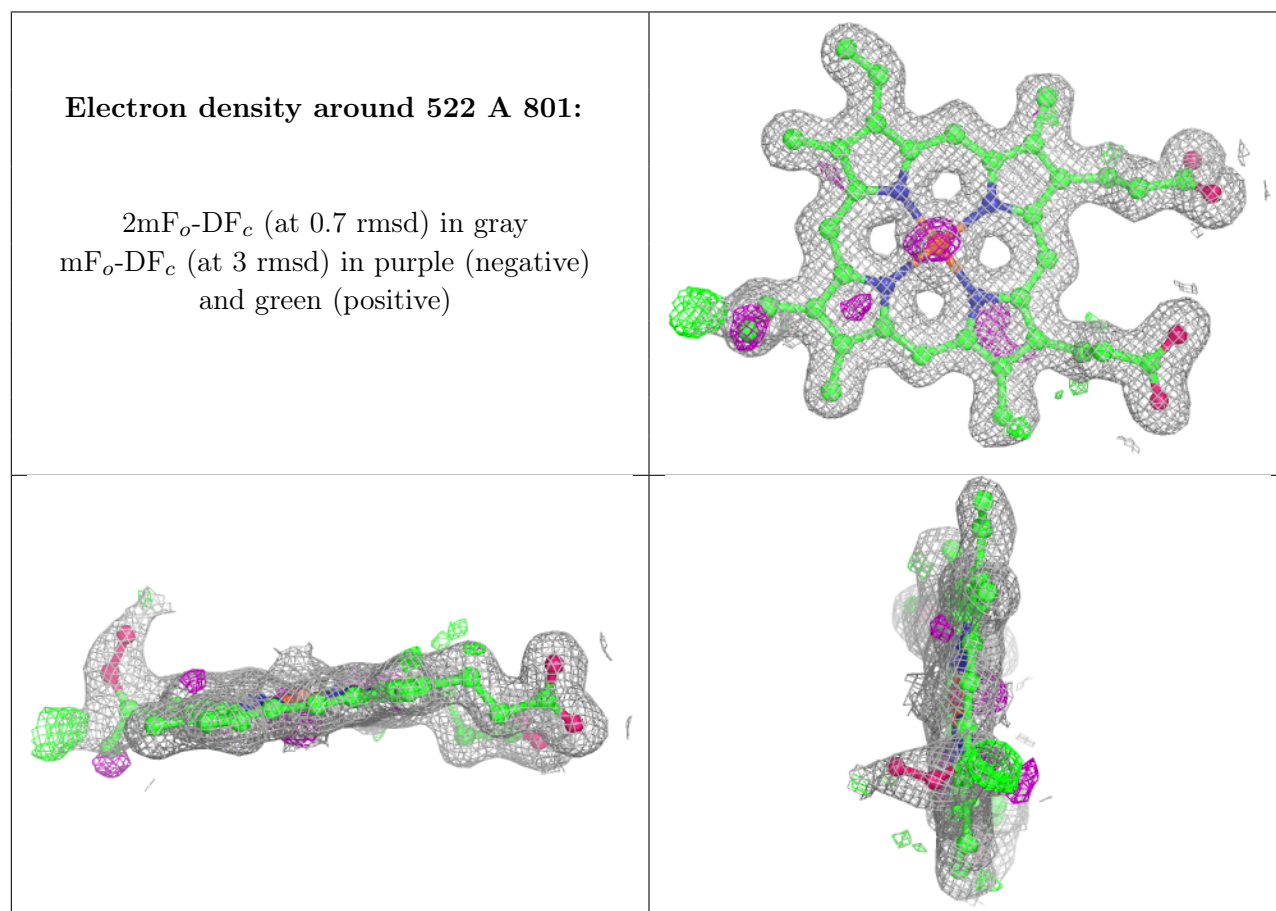 Electron density around 522 A 801:
2mFo-DFc (at 0.7 rmsd) in gray
mFo-DFc (at 3 rmsd) in purple (negative)
and green (positive)